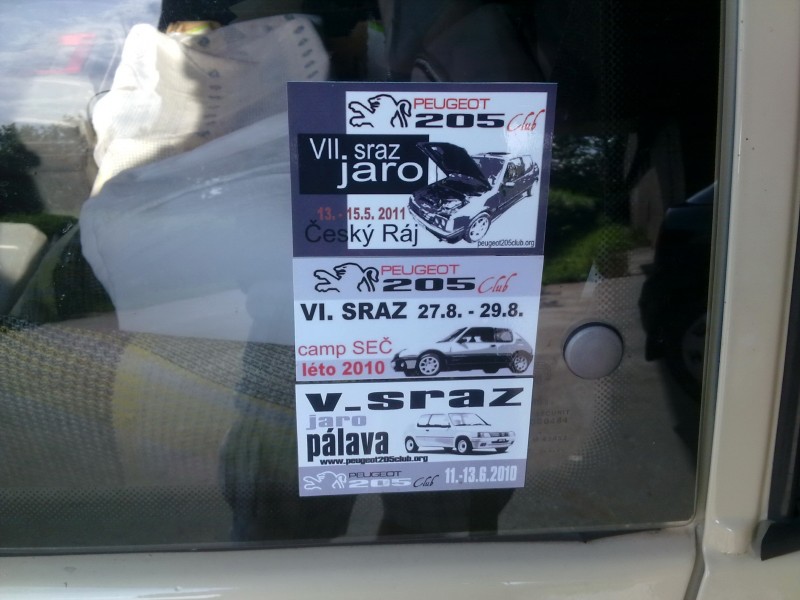 PEUGEOT
205 Club
VII. sraz
jaro
13. - 15.5. 2011
Český Ráj
peugeot205club.org
PEUGEOT
205 Club
VI. SRAZ 27.8. - 29.8.
camp SEČ
léto 2010
v_sraz
jaro
pálava
www.peugeot205club.org
PEUGEOT
205 Club 11.-13.6.2010